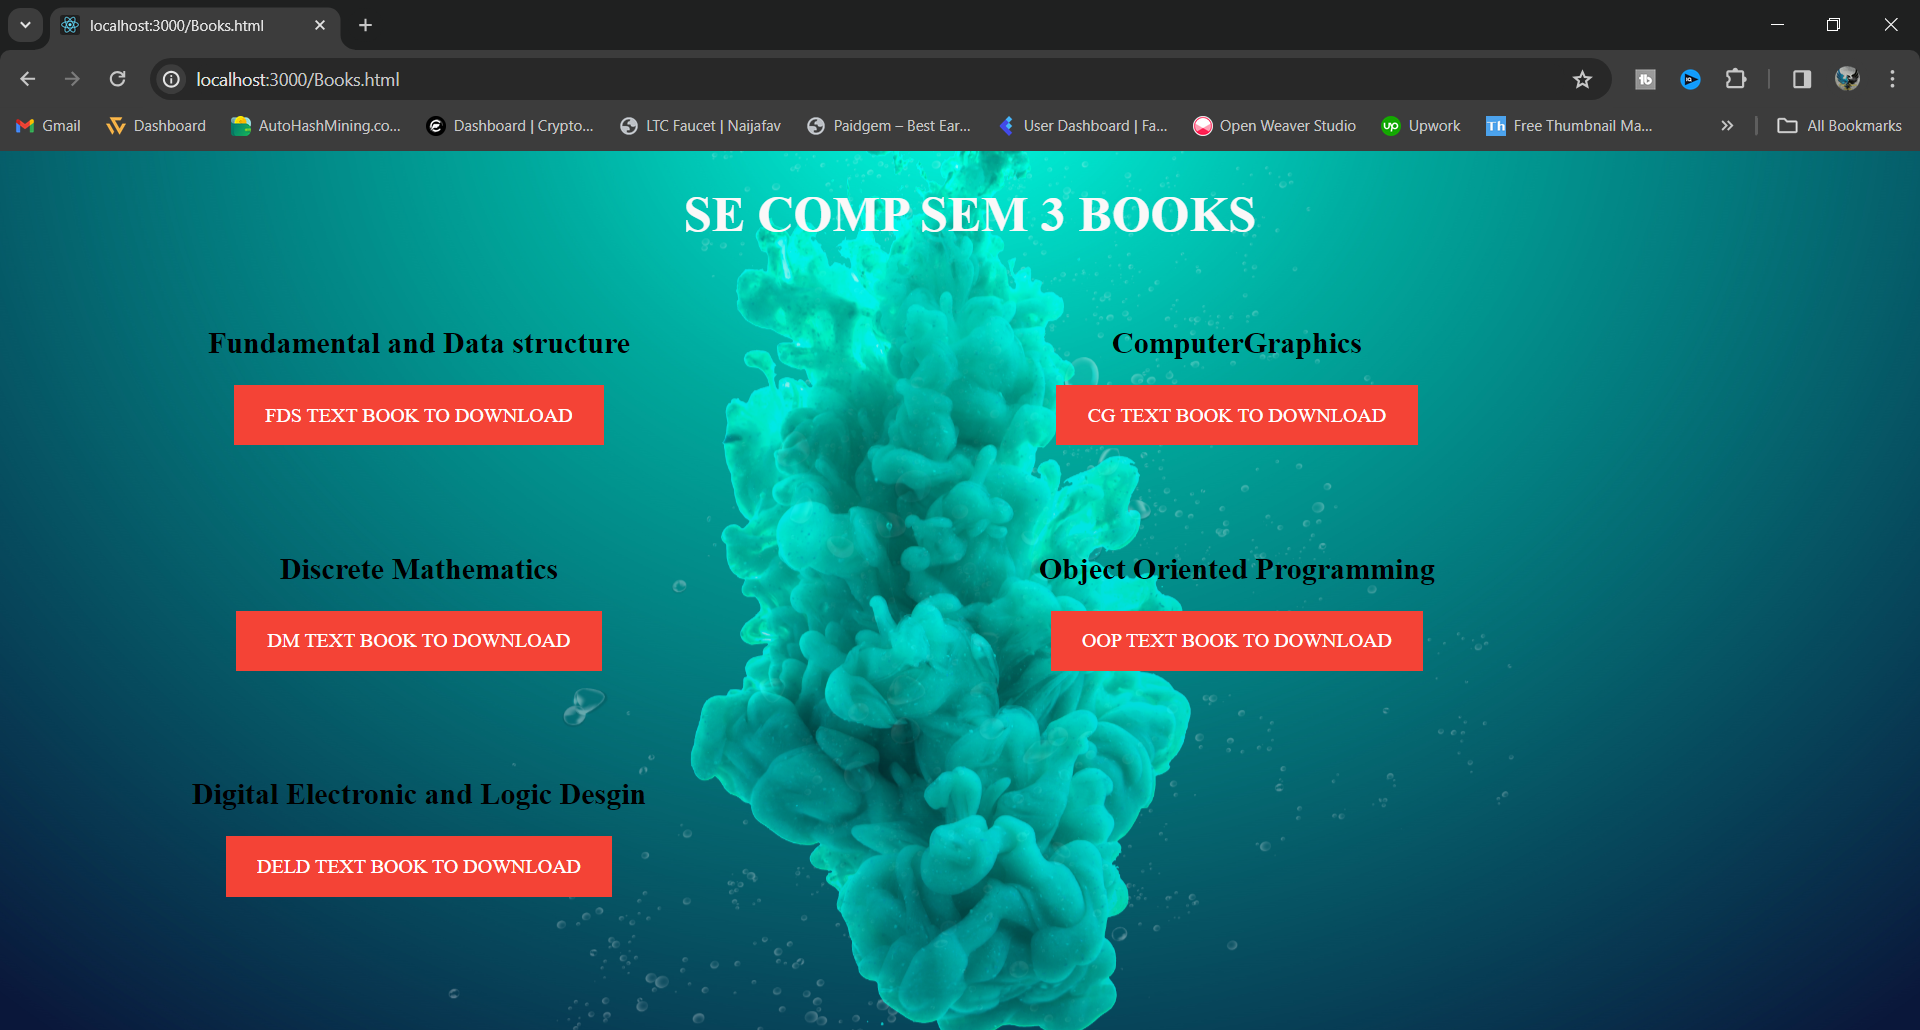 localhost:3000/Books.html
localhost:3000/Books.html
Gmail Dashboard AutoHashMining.co... Dashboard | Crypto... LTC Faucet | Naijafav Paidgem – Best Ear... User Dashboard | Fa... Open Weaver Studio up Upwork Th Free Thumbnail Ma... All Bookmarks
SE COMP SEM 3 BOOKS
Fundamental and Data structure
FDS TEXT BOOK TO DOWNLOAD
ComputerGraphics
CG TEXT BOOK TO DOWNLOAD
Discrete Mathematics
DM TEXT BOOK TO DOWNLOAD
Object Oriented Programming
OOP TEXT BOOK TO DOWNLOAD
Digital Electronic and Logic Desgin
DELD TEXT BOOK TO DOWNLOAD